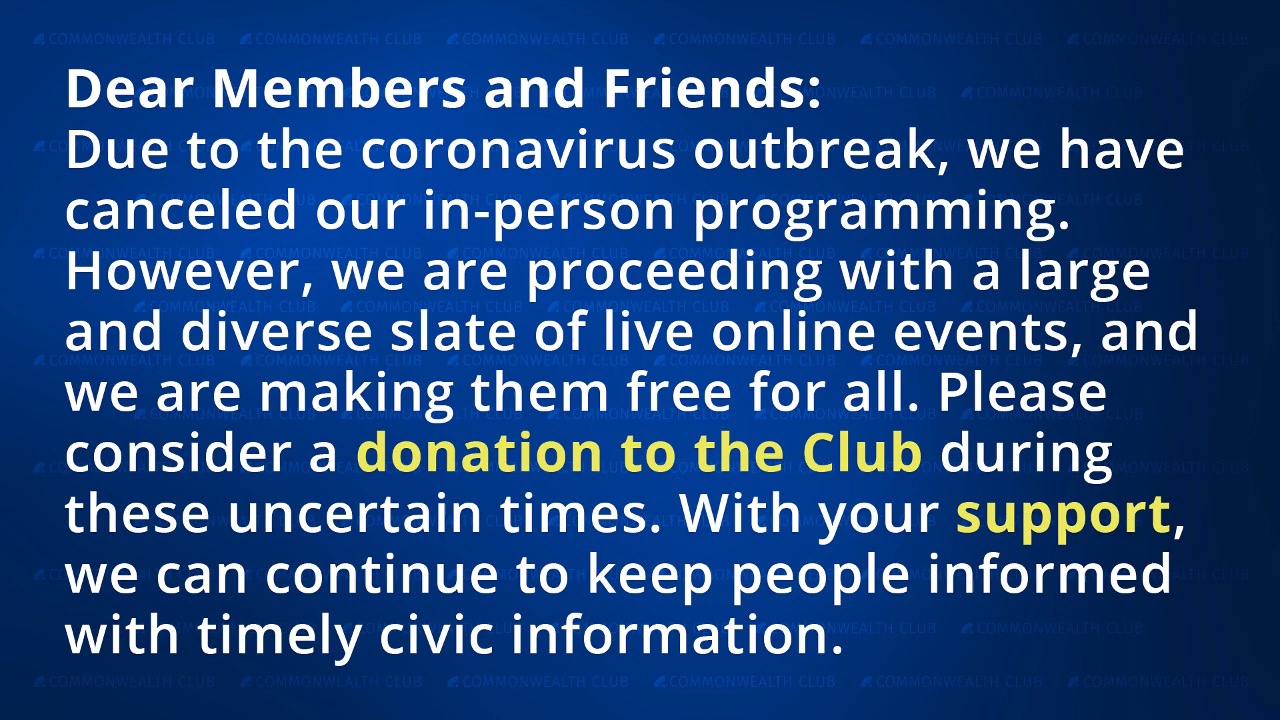 Dear Members and Friends:
Due to the coronavirus outbreak, we have
canceled our in-person programming.
However, we are proceeding with a large
and diverse slate of live online events, and
we are making them free for all. Please
consider a donation to the Club during
these uncertain times. With your support,
we can continue to keep people informed
with timely civic information.
COMMONWEALTH CLUB